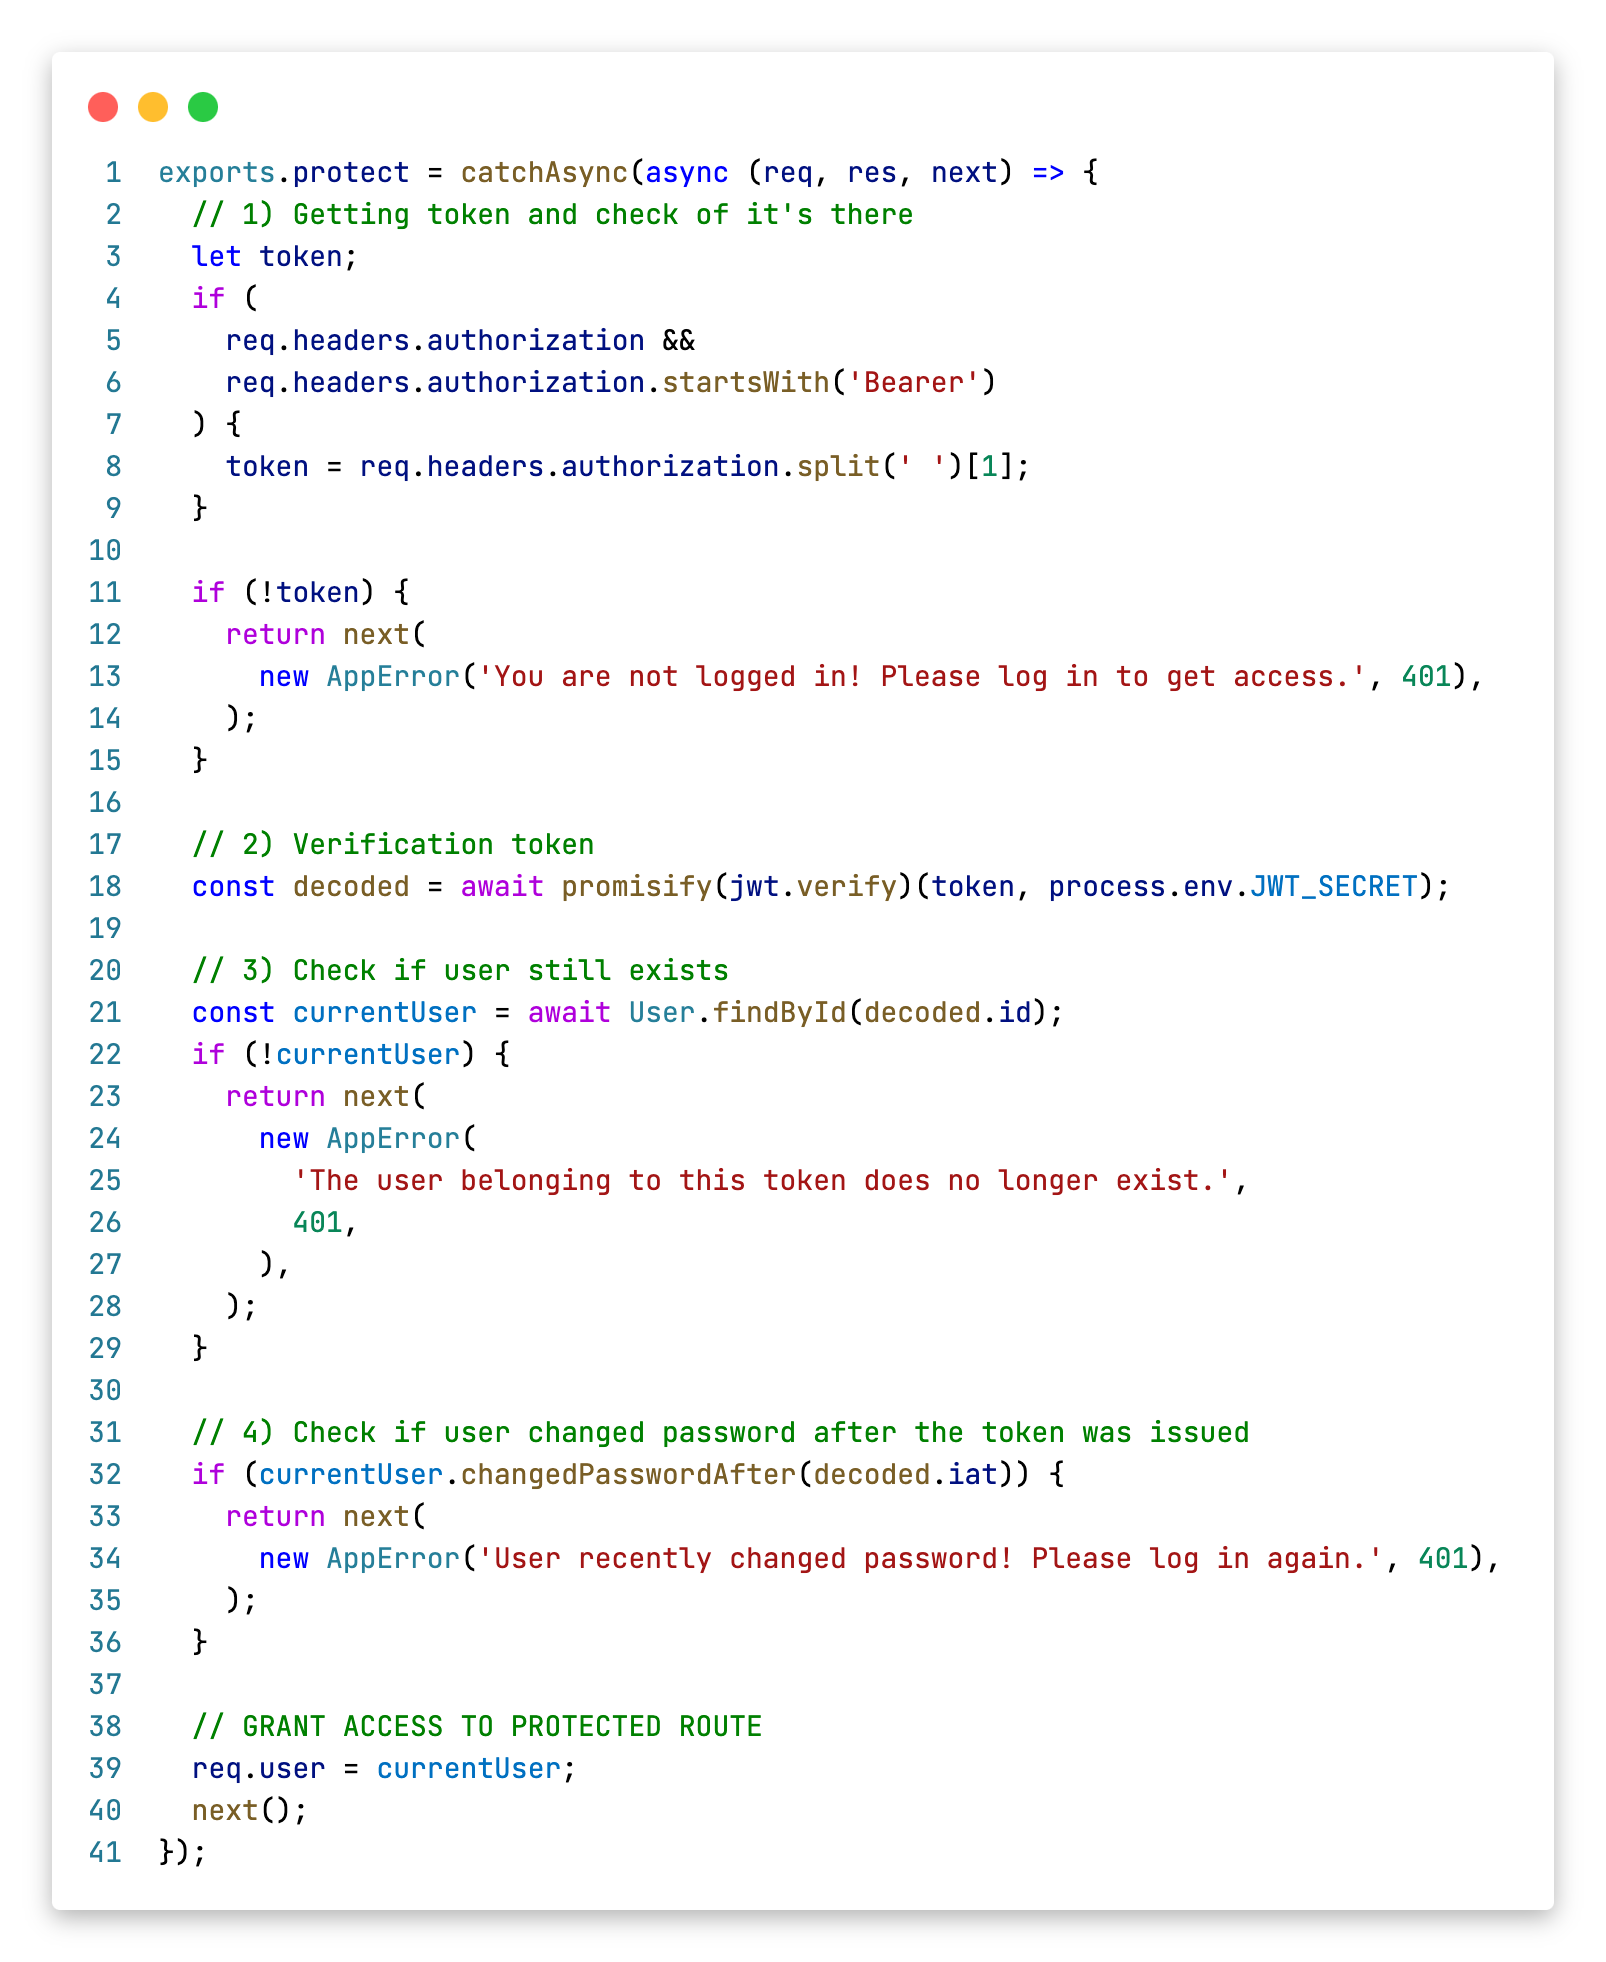 1 exports.protect = catchAsync(async (req, res, next) => {
2   // 1) Getting token and check of it's there
3   let token;
4   if (
5     req.headers.authorization &&
6     req.headers.authorization.startsWith('Bearer')
7   ) {
8     token = req.headers.authorization.split(' ')[1];
9   }
10
11   if (!token) {
12     return next(
13       new AppError('You are not logged in! Please log in to get access.', 401),
14     );
15   }
16
17   // 2) Verification token
18   const decoded = await promisify(jwt.verify)(token, process.env.JWT_SECRET);
19
20   // 3) Check if user still exists
21   const currentUser = await User.findById(decoded.id);
22   if (!currentUser) {
23     return next(
24       new AppError(
25         'The user belonging to this token does no longer exist.',
26         401,
27       ),
28     );
29   }
30
31   // 4) Check if user changed password after the token was issued
32   if (currentUser.changedPasswordAfter(decoded.iat)) {
33     return next(
34       new AppError('User recently changed password! Please log in again.', 401),
35     );
36   }
37
38   // GRANT ACCESS TO PROTECTED ROUTE
39   req.user = currentUser;
40   next();
41 });